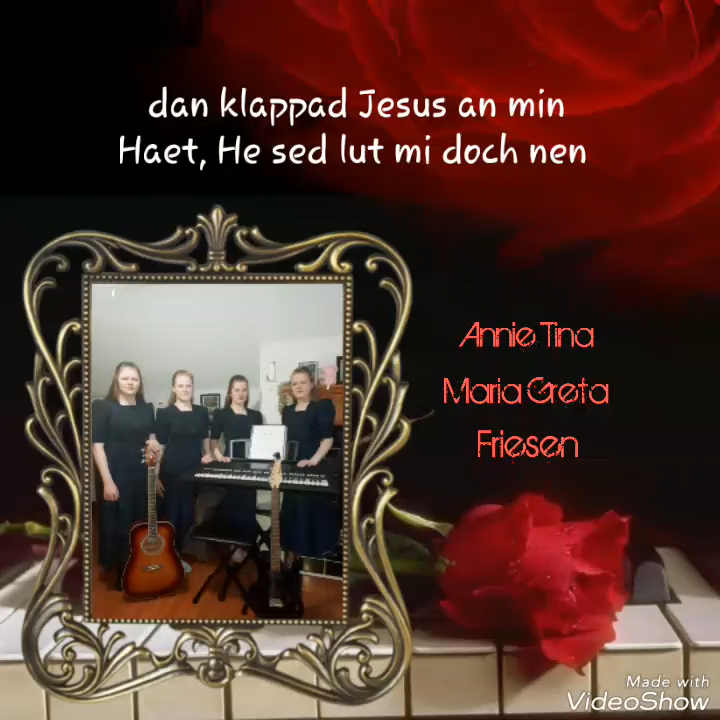 dan klappad Jesus an min
Haet, He sed lut mi doch nen
Annie Tina
Maria Greta
Friesen
Made with
VideoShow